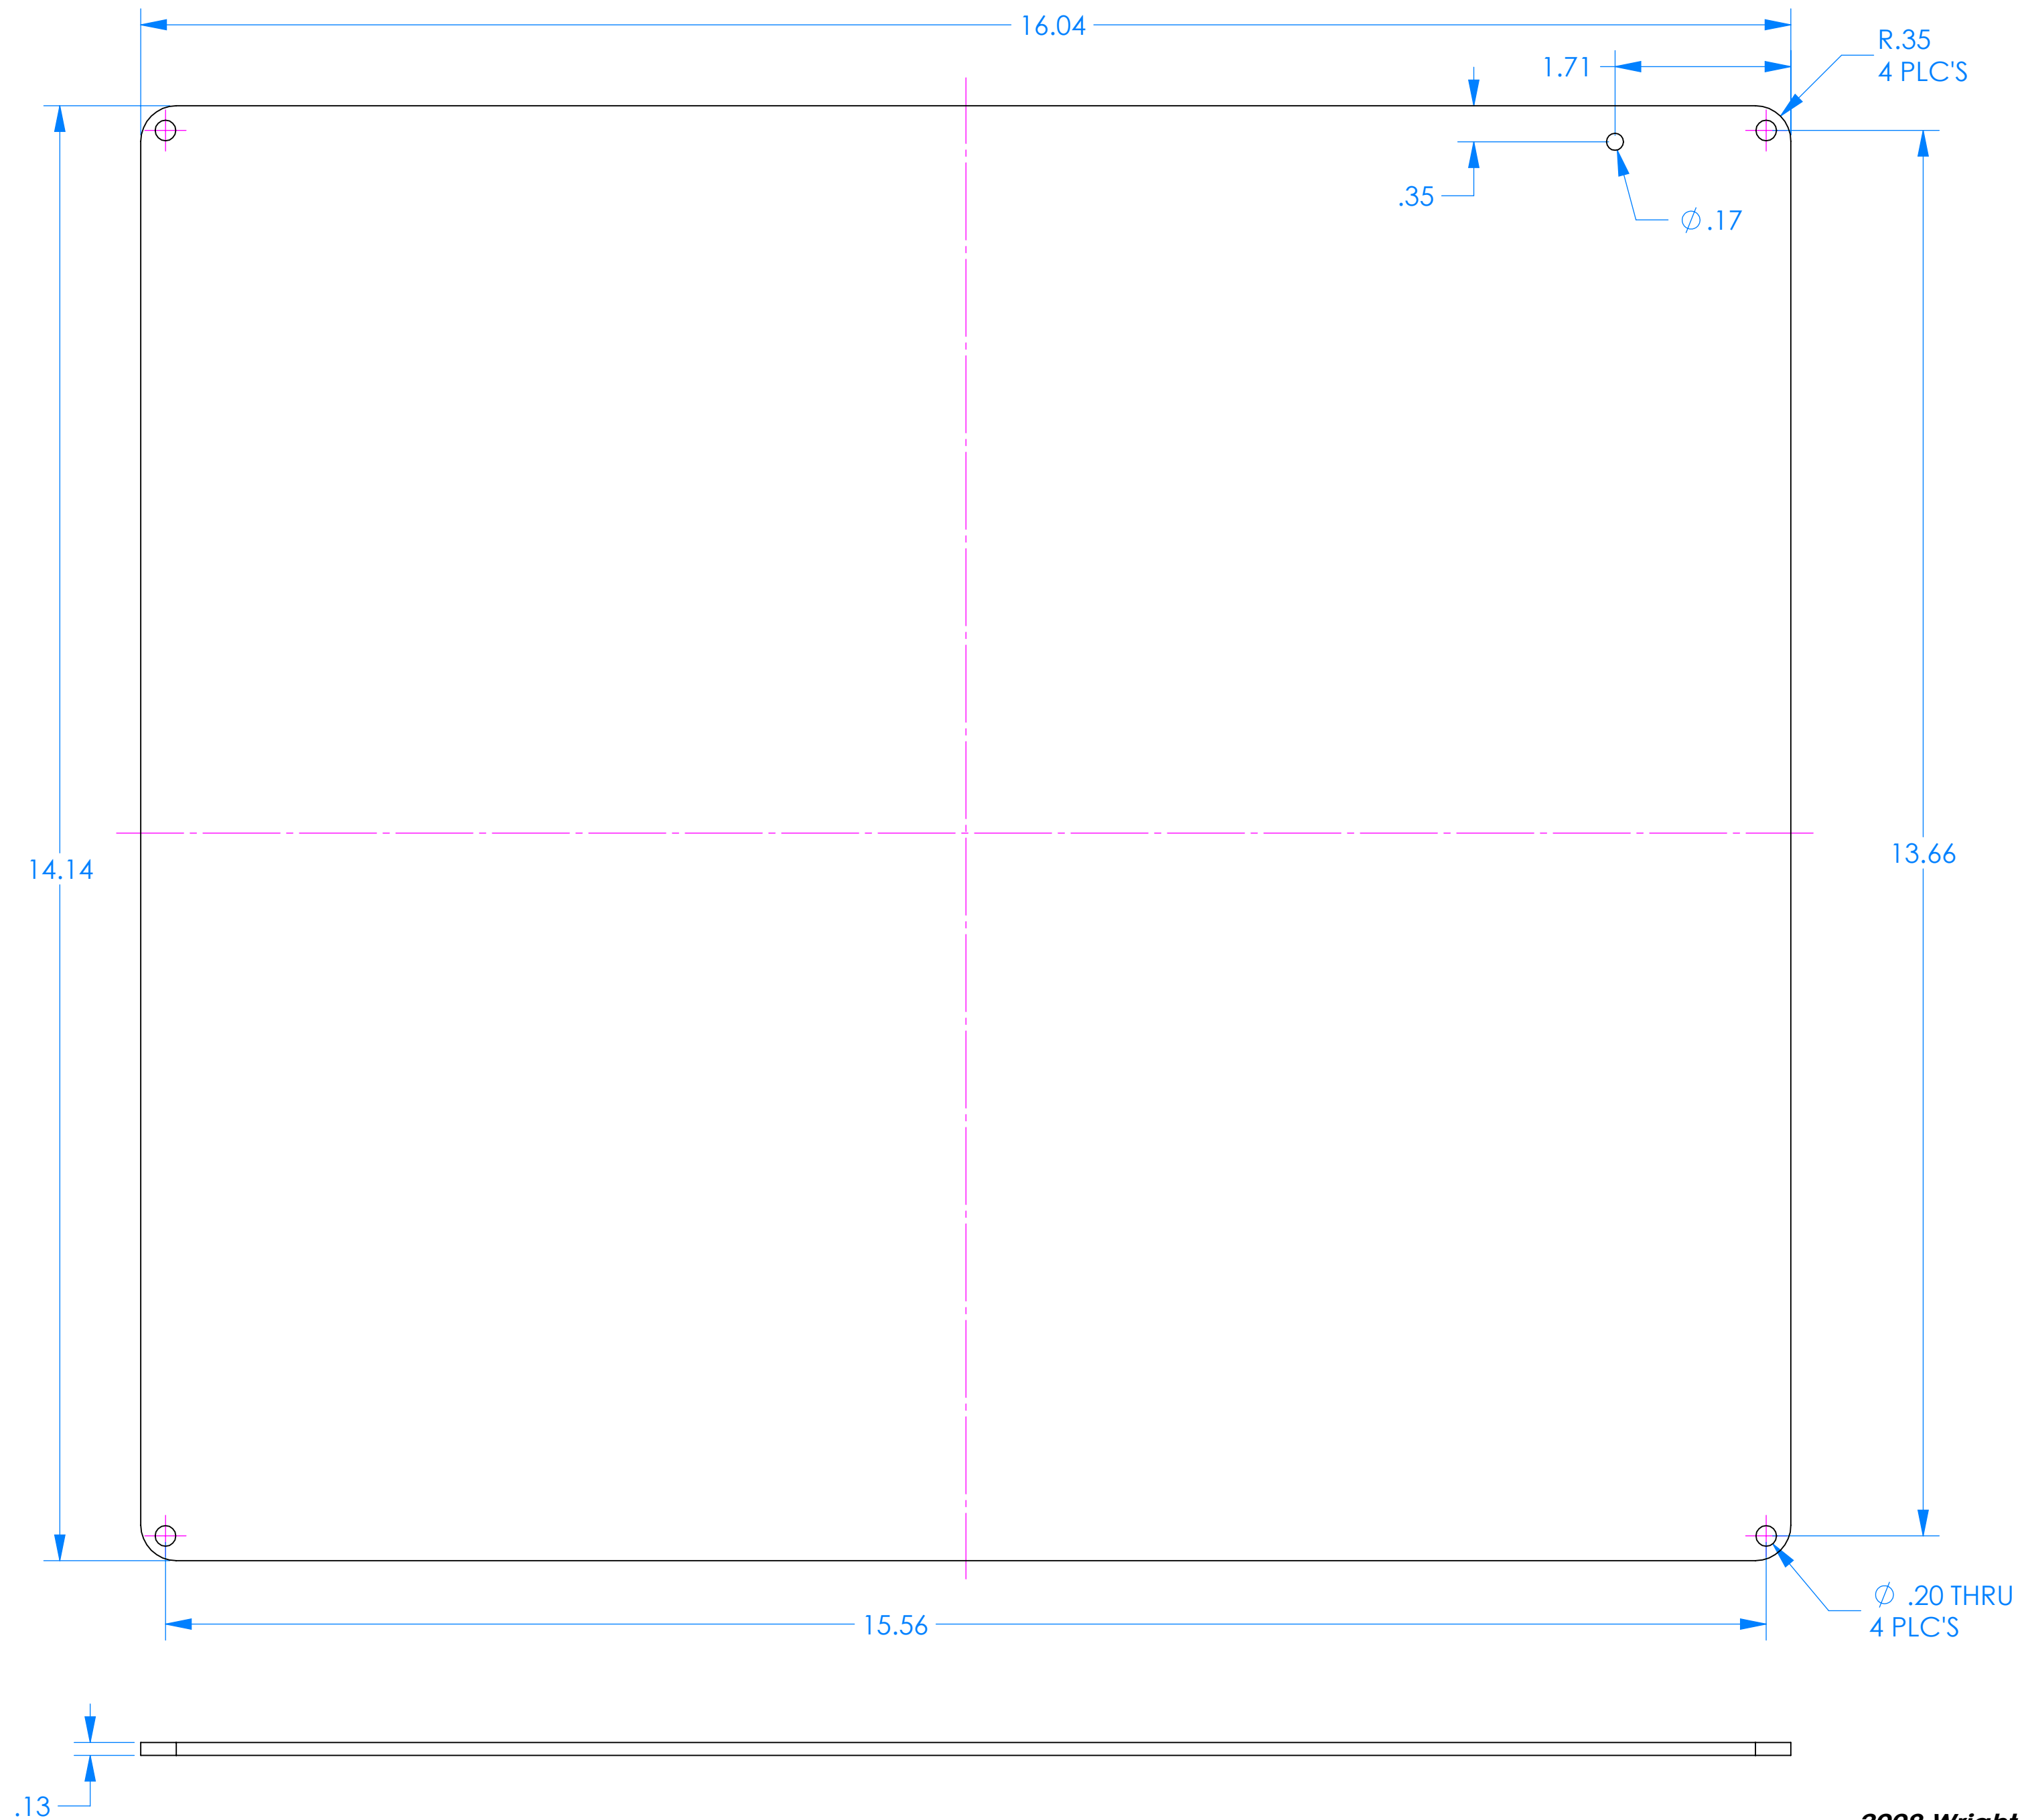 16.04
R.35
4 PLC'S
1.71
.35
⌀ .17
14.14
13.66
⌀ .20 THRU
4 PLC'S
15.56
.13